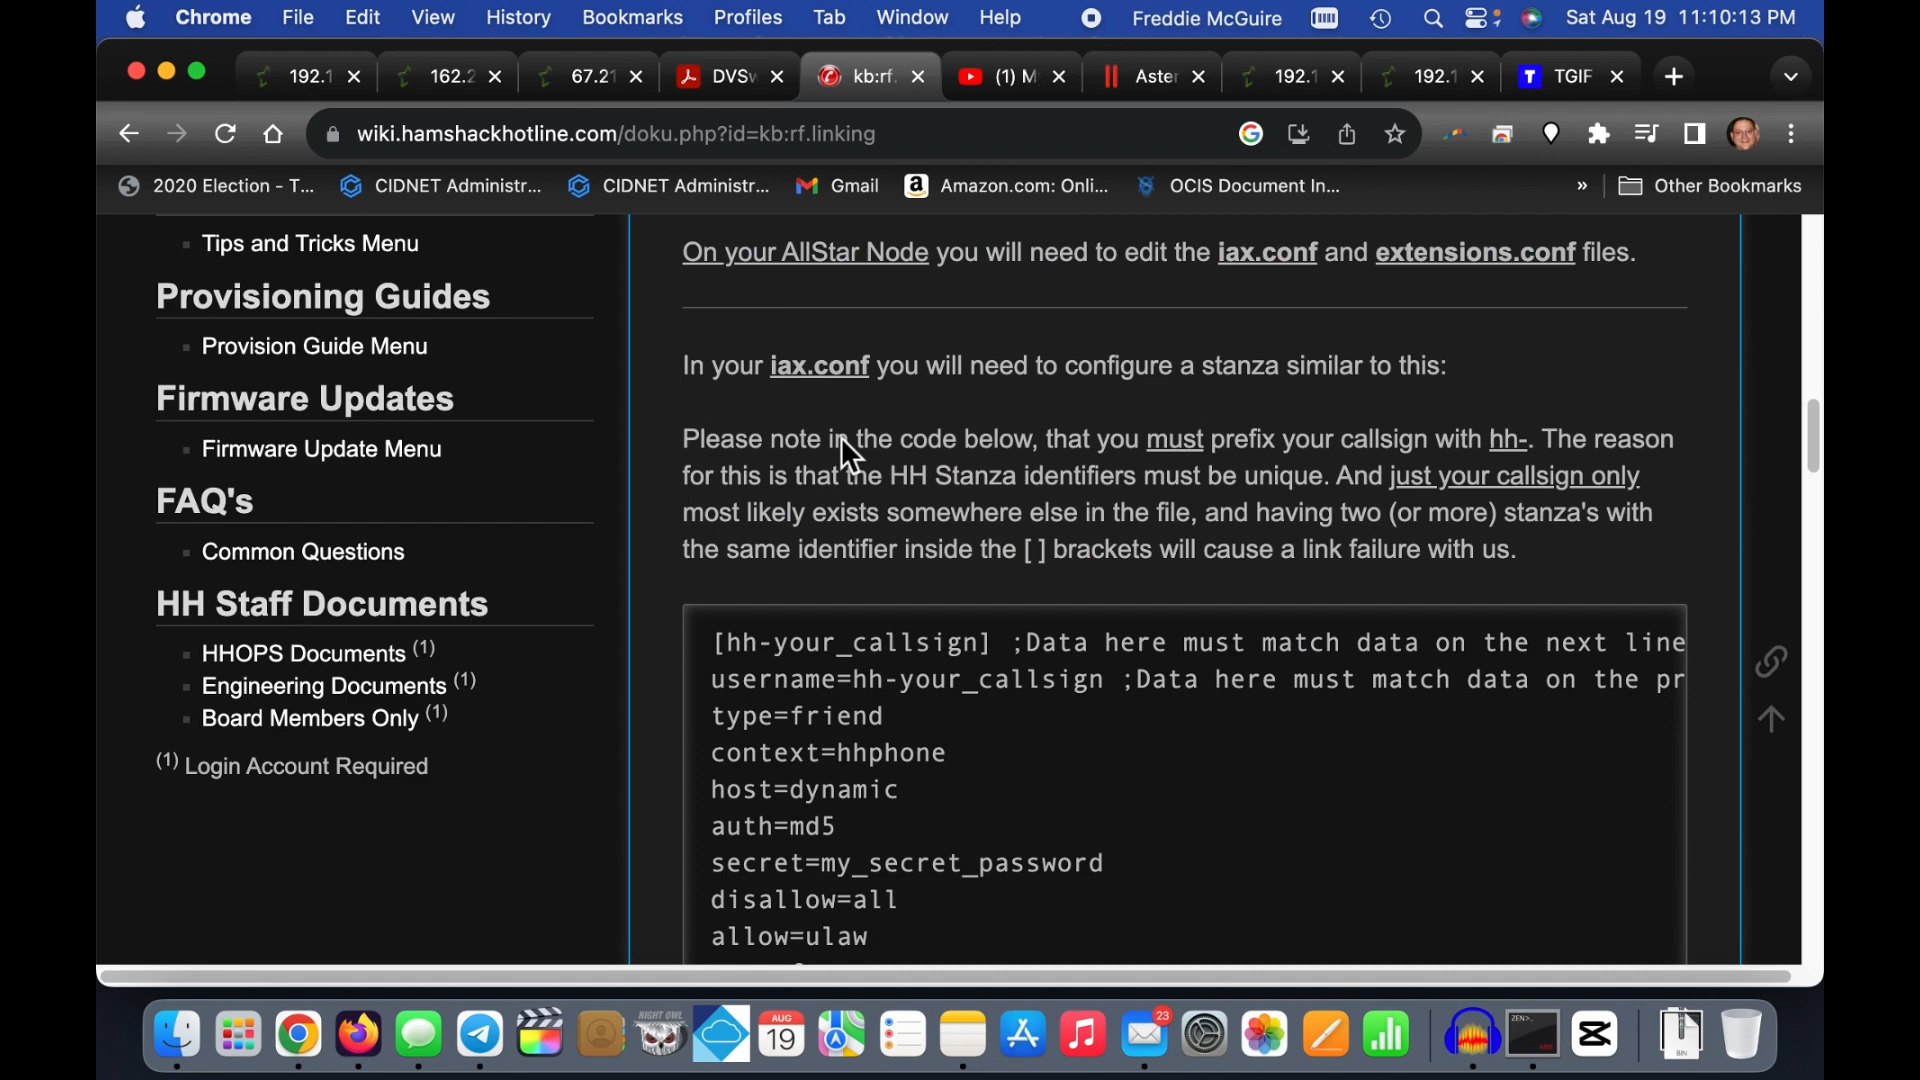 Chrome File Edit View History Bookmarks Profiles Tab Window Help Freddie McGuire Sat Aug 19 11:10:13 PM
192.1 162.2 67.21 DVSw kb:rf. (1) M Aster 192.1 192.1 TGIF
wiki.hamshackhotline.com/doku.php?id=kb:rf.linking
2020 Election - T... CIDNET Administr... CIDNET Administr... Gmail Amazon.com: Onli... OCIS Document In... » Other Bookmarks
Tips and Tricks Menu
Provisioning Guides
Provision Guide Menu
Firmware Updates
Firmware Update Menu
FAQ's
Common Questions
HH Staff Documents
HHOPS Documents (1)
Engineering Documents (1)
Board Members Only (1)
(1) Login Account Required
On your AllStar Node you will need to edit the iax.conf and extensions.conf files.
In your iax.conf you will need to configure a stanza similar to this:
Please note in the code below, that you must prefix your callsign with hh-. The reason
for this is that the HH Stanza identifiers must be unique. And just your callsign only
most likely exists somewhere else in the file, and having two (or more) stanza's with
the same identifier inside the [ ] brackets will cause a link failure with us.
[hh-your_callsign] ;Data here must match data on the next line
username=hh-your_callsign ;Data here must match data on the pr
type=friend
context=hhphone
host=dynamic
auth=md5
secret=my_secret_password
disallow=all
allow=ulaw
NIGHT OWL
AUG
19
23
ZEN>_
BIN